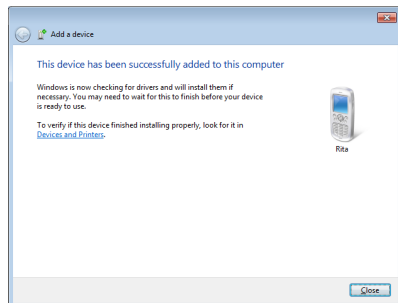 Add a device
This device has been successfully added to this computer
Windows is now checking for drivers and will install them if
necessary. You may need to wait for this to finish before your device
is ready to use.
To verify if this device finished installing properly, look for it in
Devices and Printers.
Rita
Close